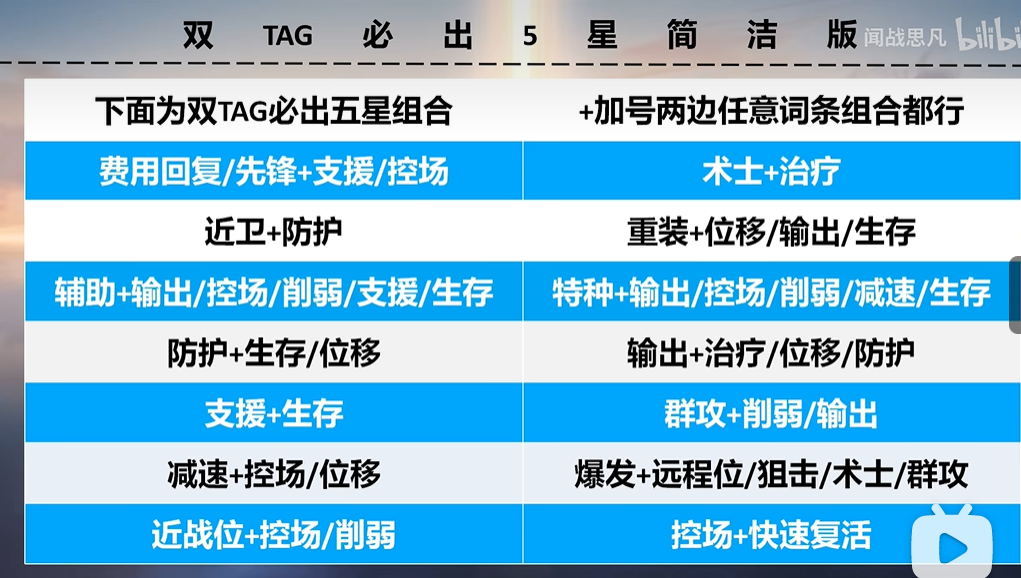 双 TAG 必 出 5 星 简 洁 版
闻战思凡 bilibi
下面为双TAG必出五星组合 +加号两边任意词条组合都行
费用回复/先锋+支援/控场 术士+治疗
近卫+防护 重装+位移/输出/生存
辅助+输出/控场/削弱/支援/生存 特种+输出/控场/削弱/减速/生存
防护+生存/位移 输出+治疗/位移/防护
支援+生存 群攻+削弱/输出
减速+控场/位移 爆发+远程位/狙击/术士/群攻
近战位+控场/削弱 控场+快速复活